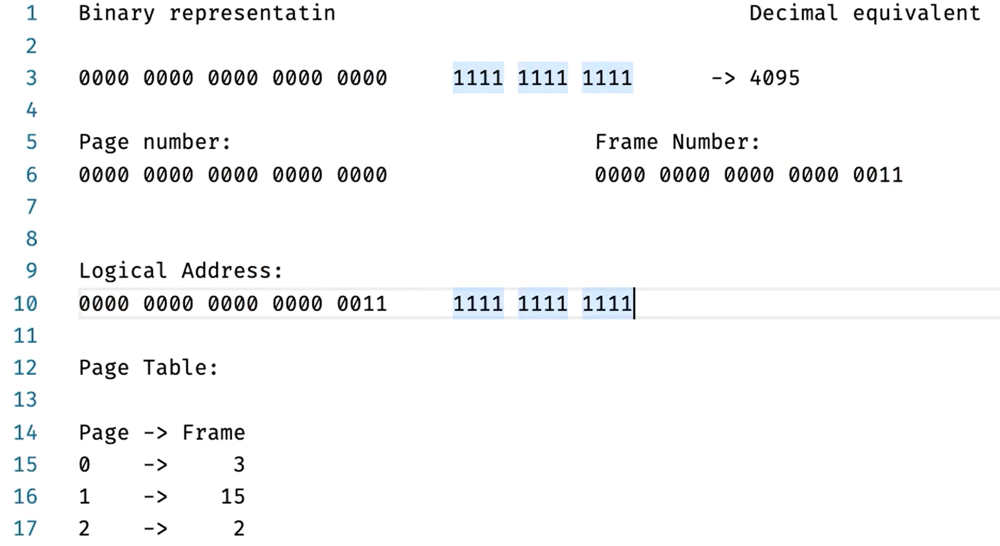 1 Binary representatin Decimal equivalent
2
3 0000 0000 0000 0000 0000 1111 1111 1111 -> 4095
4
5 Page number: Frame Number:
6 0000 0000 0000 0000 0000 0000 0000 0000 0000 0011
7
8
9 Logical Address:
10 0000 0000 0000 0000 0011 1111 1111 1111
11
12 Page Table:
13
14 Page -> Frame
15 0 -> 3
16 1 -> 15
17 2 -> 2